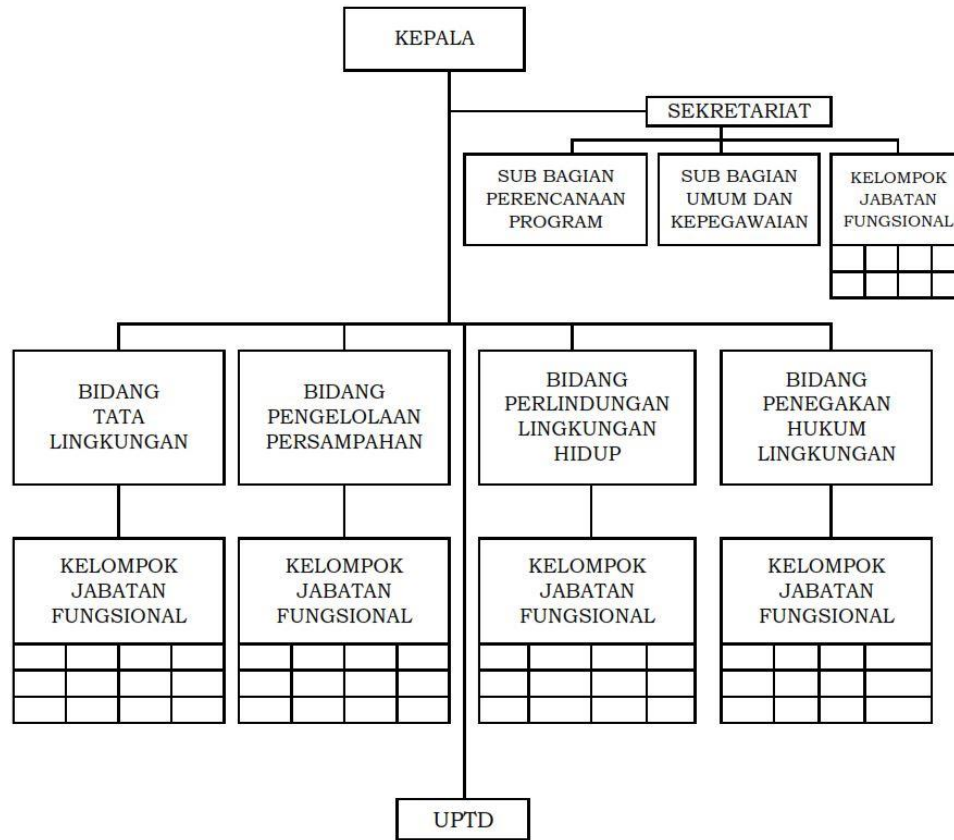 KEPALA
SEKRETARIAT
SUB BAGIAN
PERENCANAAN
PROGRAM
SUB BAGIAN
UMUM DAN
KEPEGAWAIAN
KELOMPOK
JABATAN
FUNGSIONAL
BIDANG
TATA
LINGKUNGAN
BIDANG
PENGELOLAAN
PERSAMPAHAN
BIDANG
PERLINDUNGAN
LINGKUNGAN
HIDUP
BIDANG
PENEGAKAN
HUKUM
LINGKUNGAN
KELOMPOK
JABATAN
FUNGSIONAL
KELOMPOK
JABATAN
FUNGSIONAL
KELOMPOK
JABATAN
FUNGSIONAL
KELOMPOK
JABATAN
FUNGSIONAL
UPTD